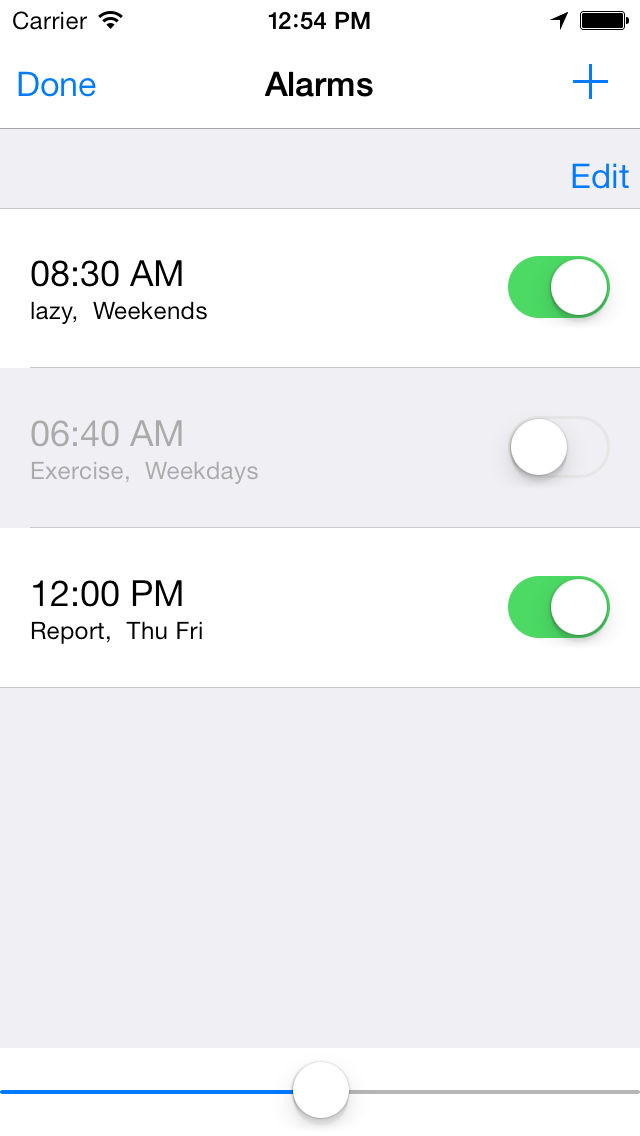 Carrier 12:54 PM
Done Alarms +
Edit
08:30 AM
lazy, Weekends
06:40 AM
Exercise, Weekdays
12:00 PM
Report, Thu Fri